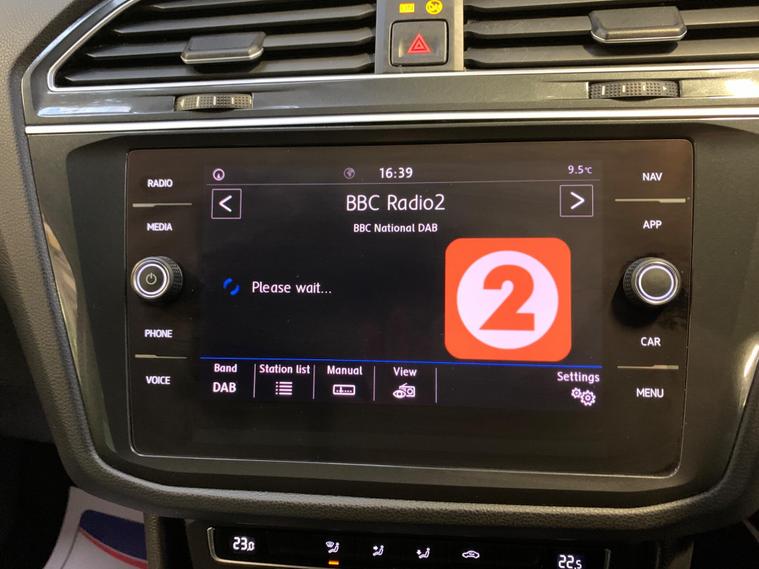 16:39
9.5°C
RADIO
NAV
BBC Radio2
MEDIA
APP
BBC National DAB
Please wait...
2
PHONE
CAR
VOICE
Band
Station list
Manual
View
Settings
DAB
MENU
23.0
22.5